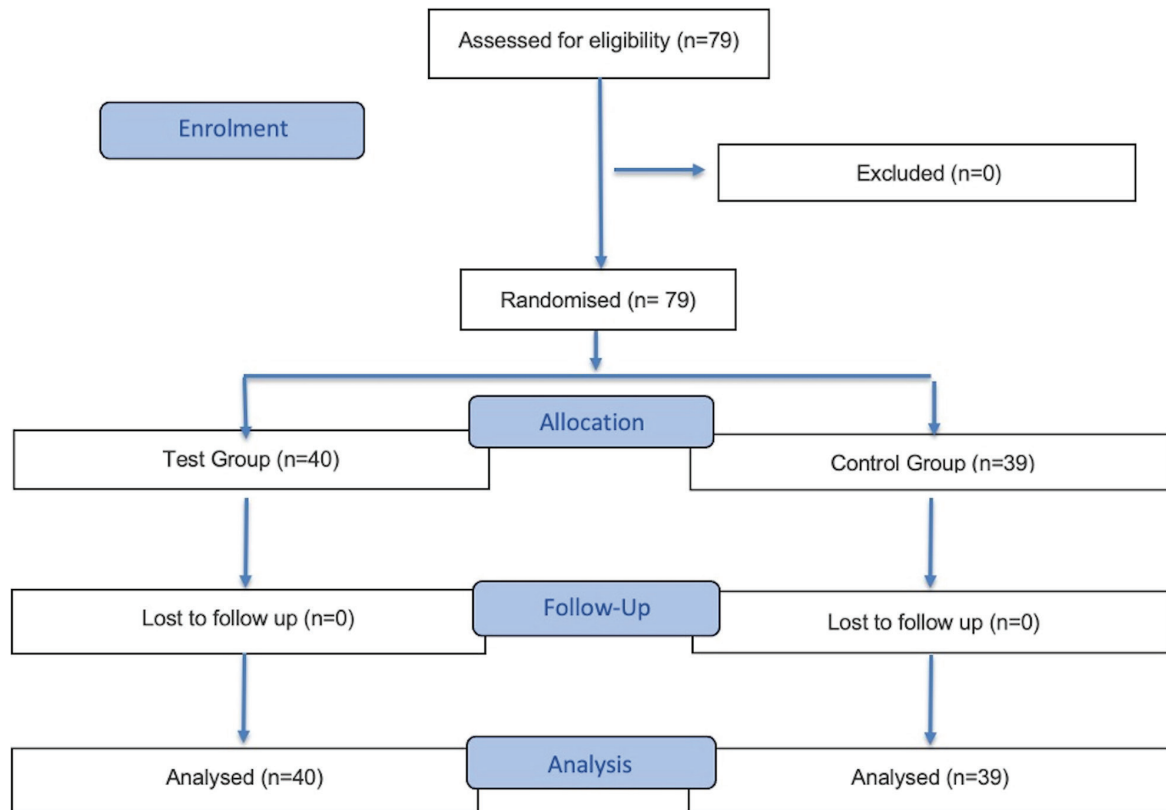 Assessed for eligibility (n=79)
Enrolment
Excluded (n=0)
Randomised (n= 79)
Allocation
Test Group (n=40)
Control Group (n=39)
Follow-Up
Lost to follow up (n=0)
Lost to follow up (n=0)
Analysis
Analysed (n=40)
Analysed (n=39)